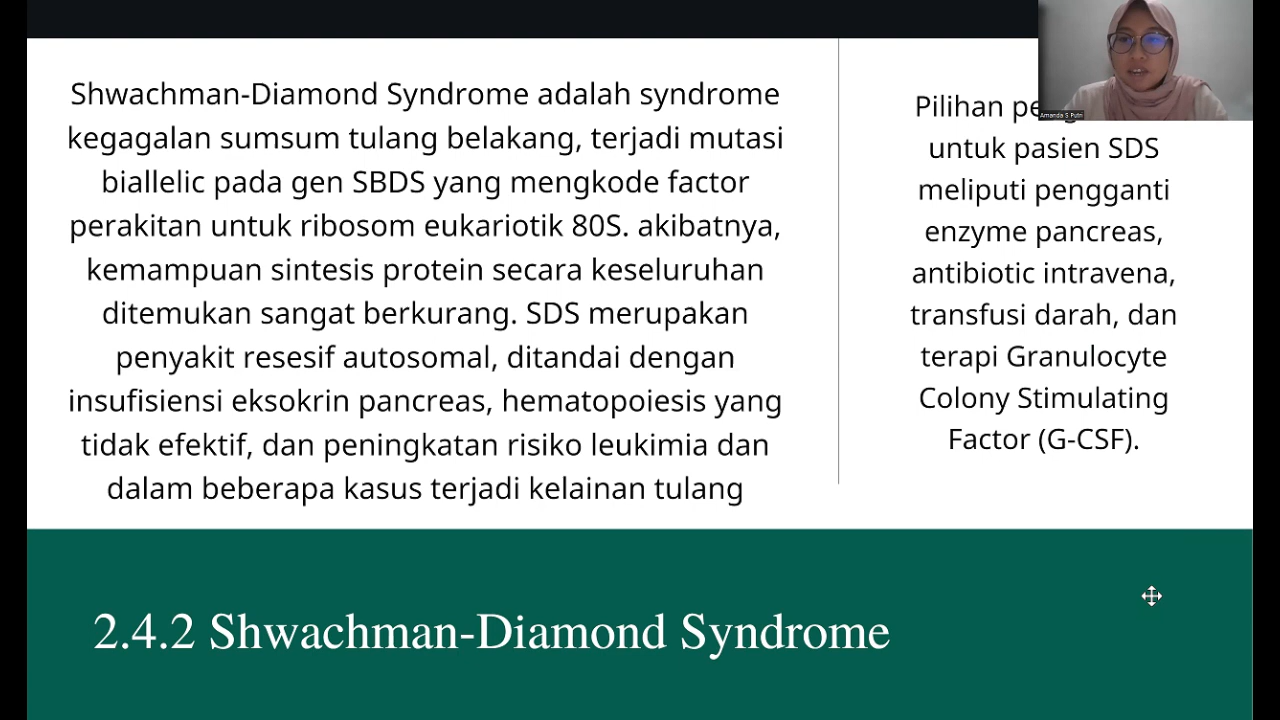 Shwachman-Diamond Syndrome adalah syndrome
kegagalan sumsum tulang belakang, terjadi mutasi
biallelic pada gen SBDS yang mengkode factor
perakitan untuk ribosom eukariotik 80S. akibatnya,
kemampuan sintesis protein secara keseluruhan
ditemukan sangat berkurang. SDS merupakan
penyakit resesif autosomal, ditandai dengan
insufisiensi eksokrin pancreas, hematopoiesis yang
tidak efektif, dan peningkatan risiko leukimia dan
dalam beberapa kasus terjadi kelainan tulang
Pilihan
untuk pasien SDS
meliputi pengganti
enzyme pancreas,
antibiotic intravena,
transfusi darah, dan
terapi Granulocyte
Colony Stimulating
Factor (G-CSF).
Amanda S Putri
2.4.2 Shwachman-Diamond Syndrome